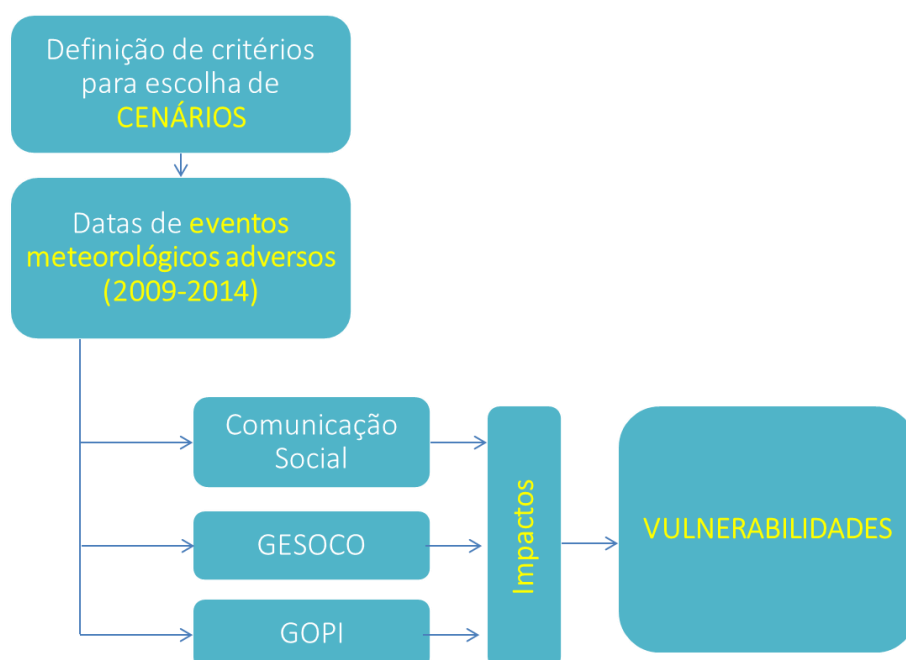 Definição de critérios
para escolha de
CENÁRIOS
Datas de eventos
meteorológicos adversos
(2009-2014)
Comunicação
Social
GESOCO
GOPI
Impactos
VULNERABILIDADES